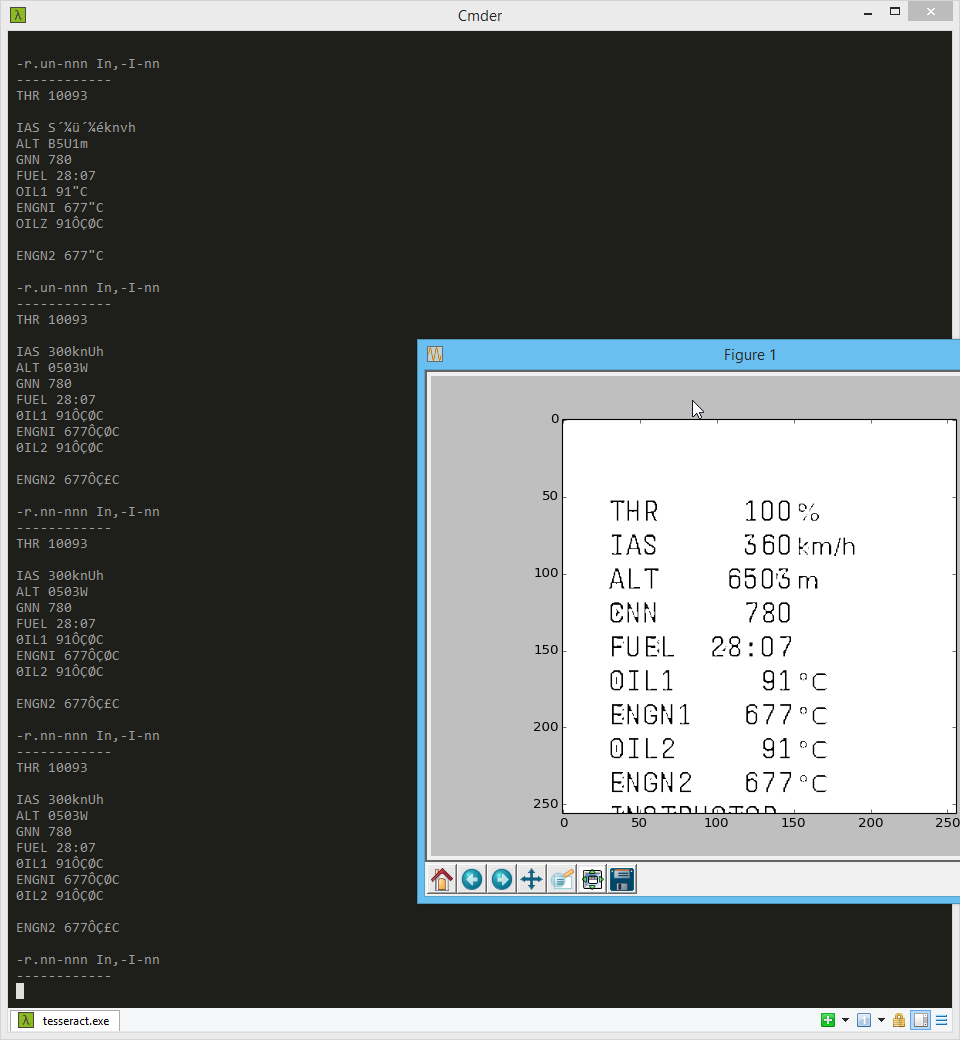 Cmder
-r.un-nnn In,-I-nn
------------
THR 10093
IAS S´¼ü´¼éknvh
ALT B5U1m
GNN 780
FUEL 28:07
OIL1 91"C
ENGNI 677"C
OILZ 91ÔÇØC
ENGN2 677"C
-r.un-nnn In,-I-nn
------------
THR 10093
IAS 300knUh
ALT 0503W
GNN 780
FUEL 28:07
0IL1 91ÔÇØC
ENGNI 677ÔÇØC
0IL2 91ÔÇØC
ENGN2 677ÔÇ£C
-r.nn-nnn In,-I-nn
------------
THR 10093
IAS 300knUh
ALT 0503W
GNN 780
FUEL 28:07
0IL1 91ÔÇØC
ENGNI 677ÔÇØC
0IL2 91ÔÇØC
ENGN2 677ÔÇ£C
-r.nn-nnn In,-I-nn
------------
THR 10093
IAS 300knUh
ALT 0503W
GNN 780
FUEL 28:07
0IL1 91ÔÇØC
ENGNI 677ÔÇØC
0IL2 91ÔÇØC
ENGN2 677ÔÇ£C
-r.nn-nnn In,-I-nn
------------
Figure 1
0
50
100
150
200
250
THR 100 %
IAS 360 km/h
ALT 6503 m
GNN 780
FUEL 28:07
OIL1 91 °C
ENGN1 677 °C
OIL2 91 °C
ENGN2 677 °C
INSTRUCTOR
0 50 100 150 200 250
tesseract.exe